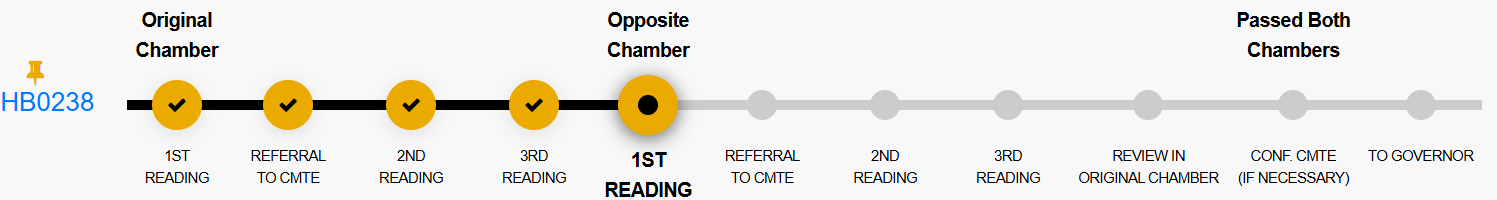 Original
Chamber
Opposite
Chamber
Passed Both
Chambers
HB0238
1ST
READING
REFERRAL
TO CMTE
2ND
READING
3RD
READING
1ST
READING
REFERRAL
TO CMTE
2ND
READING
3RD
READING
REVIEW IN
ORIGINAL CHAMBER
CONF. CMTE
(IF NECESSARY)
TO GOVERNOR